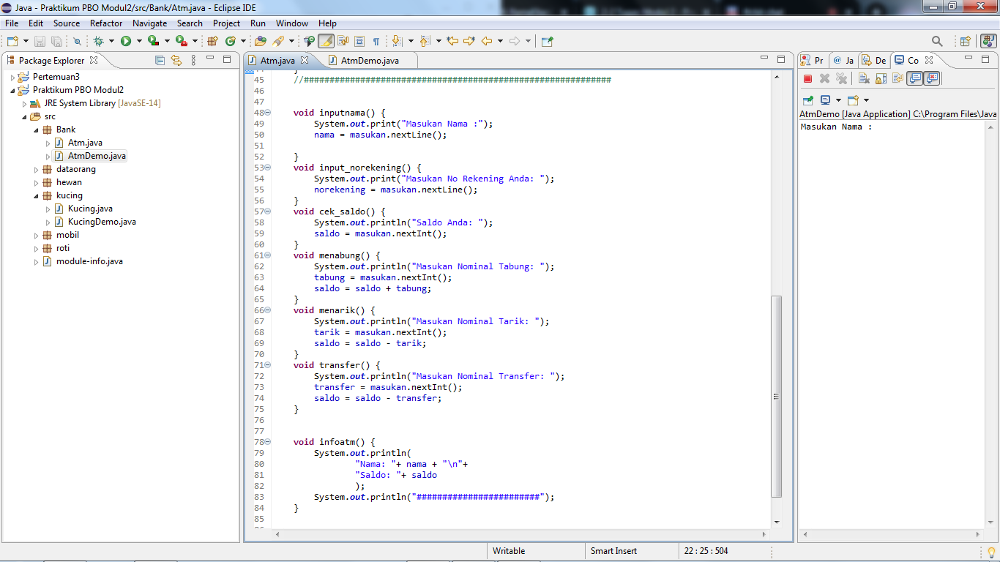 Java - Praktikum PBO Modul2/src/Bank/Atm.java - Eclipse IDE
File Edit Source Refactor Navigate Search Project Run Window Help
Package Explorer
Pertemuan3
Praktikum PBO Modul2
JRE System Library [JavaSE-14]
src
Bank
Atm.java
AtmDemo.java
dataorang
hewan
kucing
Kucing.java
KucingDemo.java
mobil
roti
module-info.java
Atm.java AtmDemo.java
45 //############################################################
46
47
48 void inputnama() {
49 System.out.print("Masukan Nama :");
50 nama = masukan.nextLine();
51
52 }
53 void input_norekening() {
54 System.out.print("Masukan No Rekening Anda: ");
55 norekening = masukan.nextLine();
56 }
57 void cek_saldo() {
58 System.out.println("Saldo Anda: ");
59 saldo = masukan.nextInt();
60 }
61 void menabung() {
62 System.out.println("Masukan Nominal Tabung: ");
63 tabung = masukan.nextInt();
64 saldo = saldo + tabung;
65 }
66 void menarik() {
67 System.out.println("Masukan Nominal Tarik: ");
68 tarik = masukan.nextInt();
69 saldo = saldo - tarik;
70 }
71 void transfer() {
72 System.out.println("Masukan Nominal Transfer: ");
73 transfer = masukan.nextInt();
74 saldo = saldo - transfer;
75 }
76
77
78 void infoatm() {
79 System.out.println(
80 "Nama: "+ nama + "\n"+
81 "Saldo: "+ saldo
82 );
83 System.out.println("########################");
84 }
85
Pr @ Ja De Co
AtmDemo [Java Application] C:\Program Files\Java
Masukan Nama :
Writable Smart Insert 22 : 25 : 504